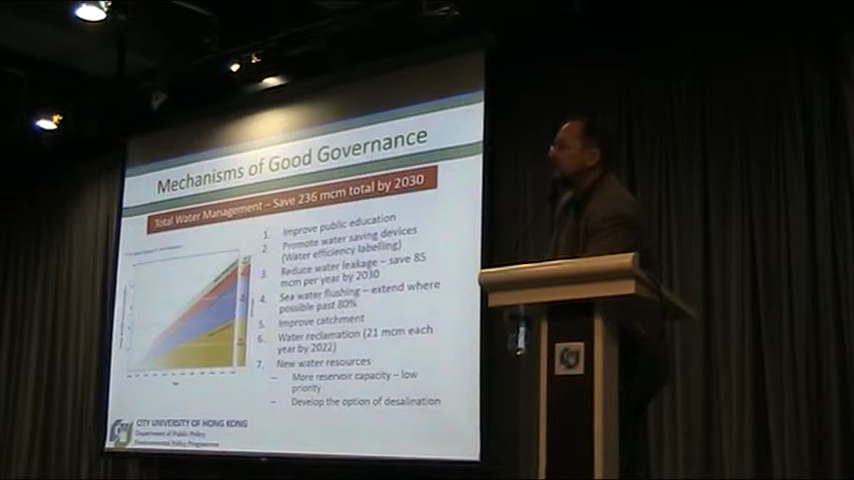 Mechanisms of Good Governance
Total Water Management – Save 236 mcm total by 2030
1. Improve public education
2. Promote water saving devices
(Water efficiency labelling)
3. Reduce water leakage – save 85
mcm per year by 2030
4. Sea water flushing – extend where
possible past 80%
5. Improve catchment
6. Water reclamation (21 mcm each
year by 2022)
7. New water resources
– More reservoir capacity – low
priority
– Develop the option of desalination
CITY UNIVERSITY OF HONG KONG
Department of Public Policy
Environmental Policy Programme